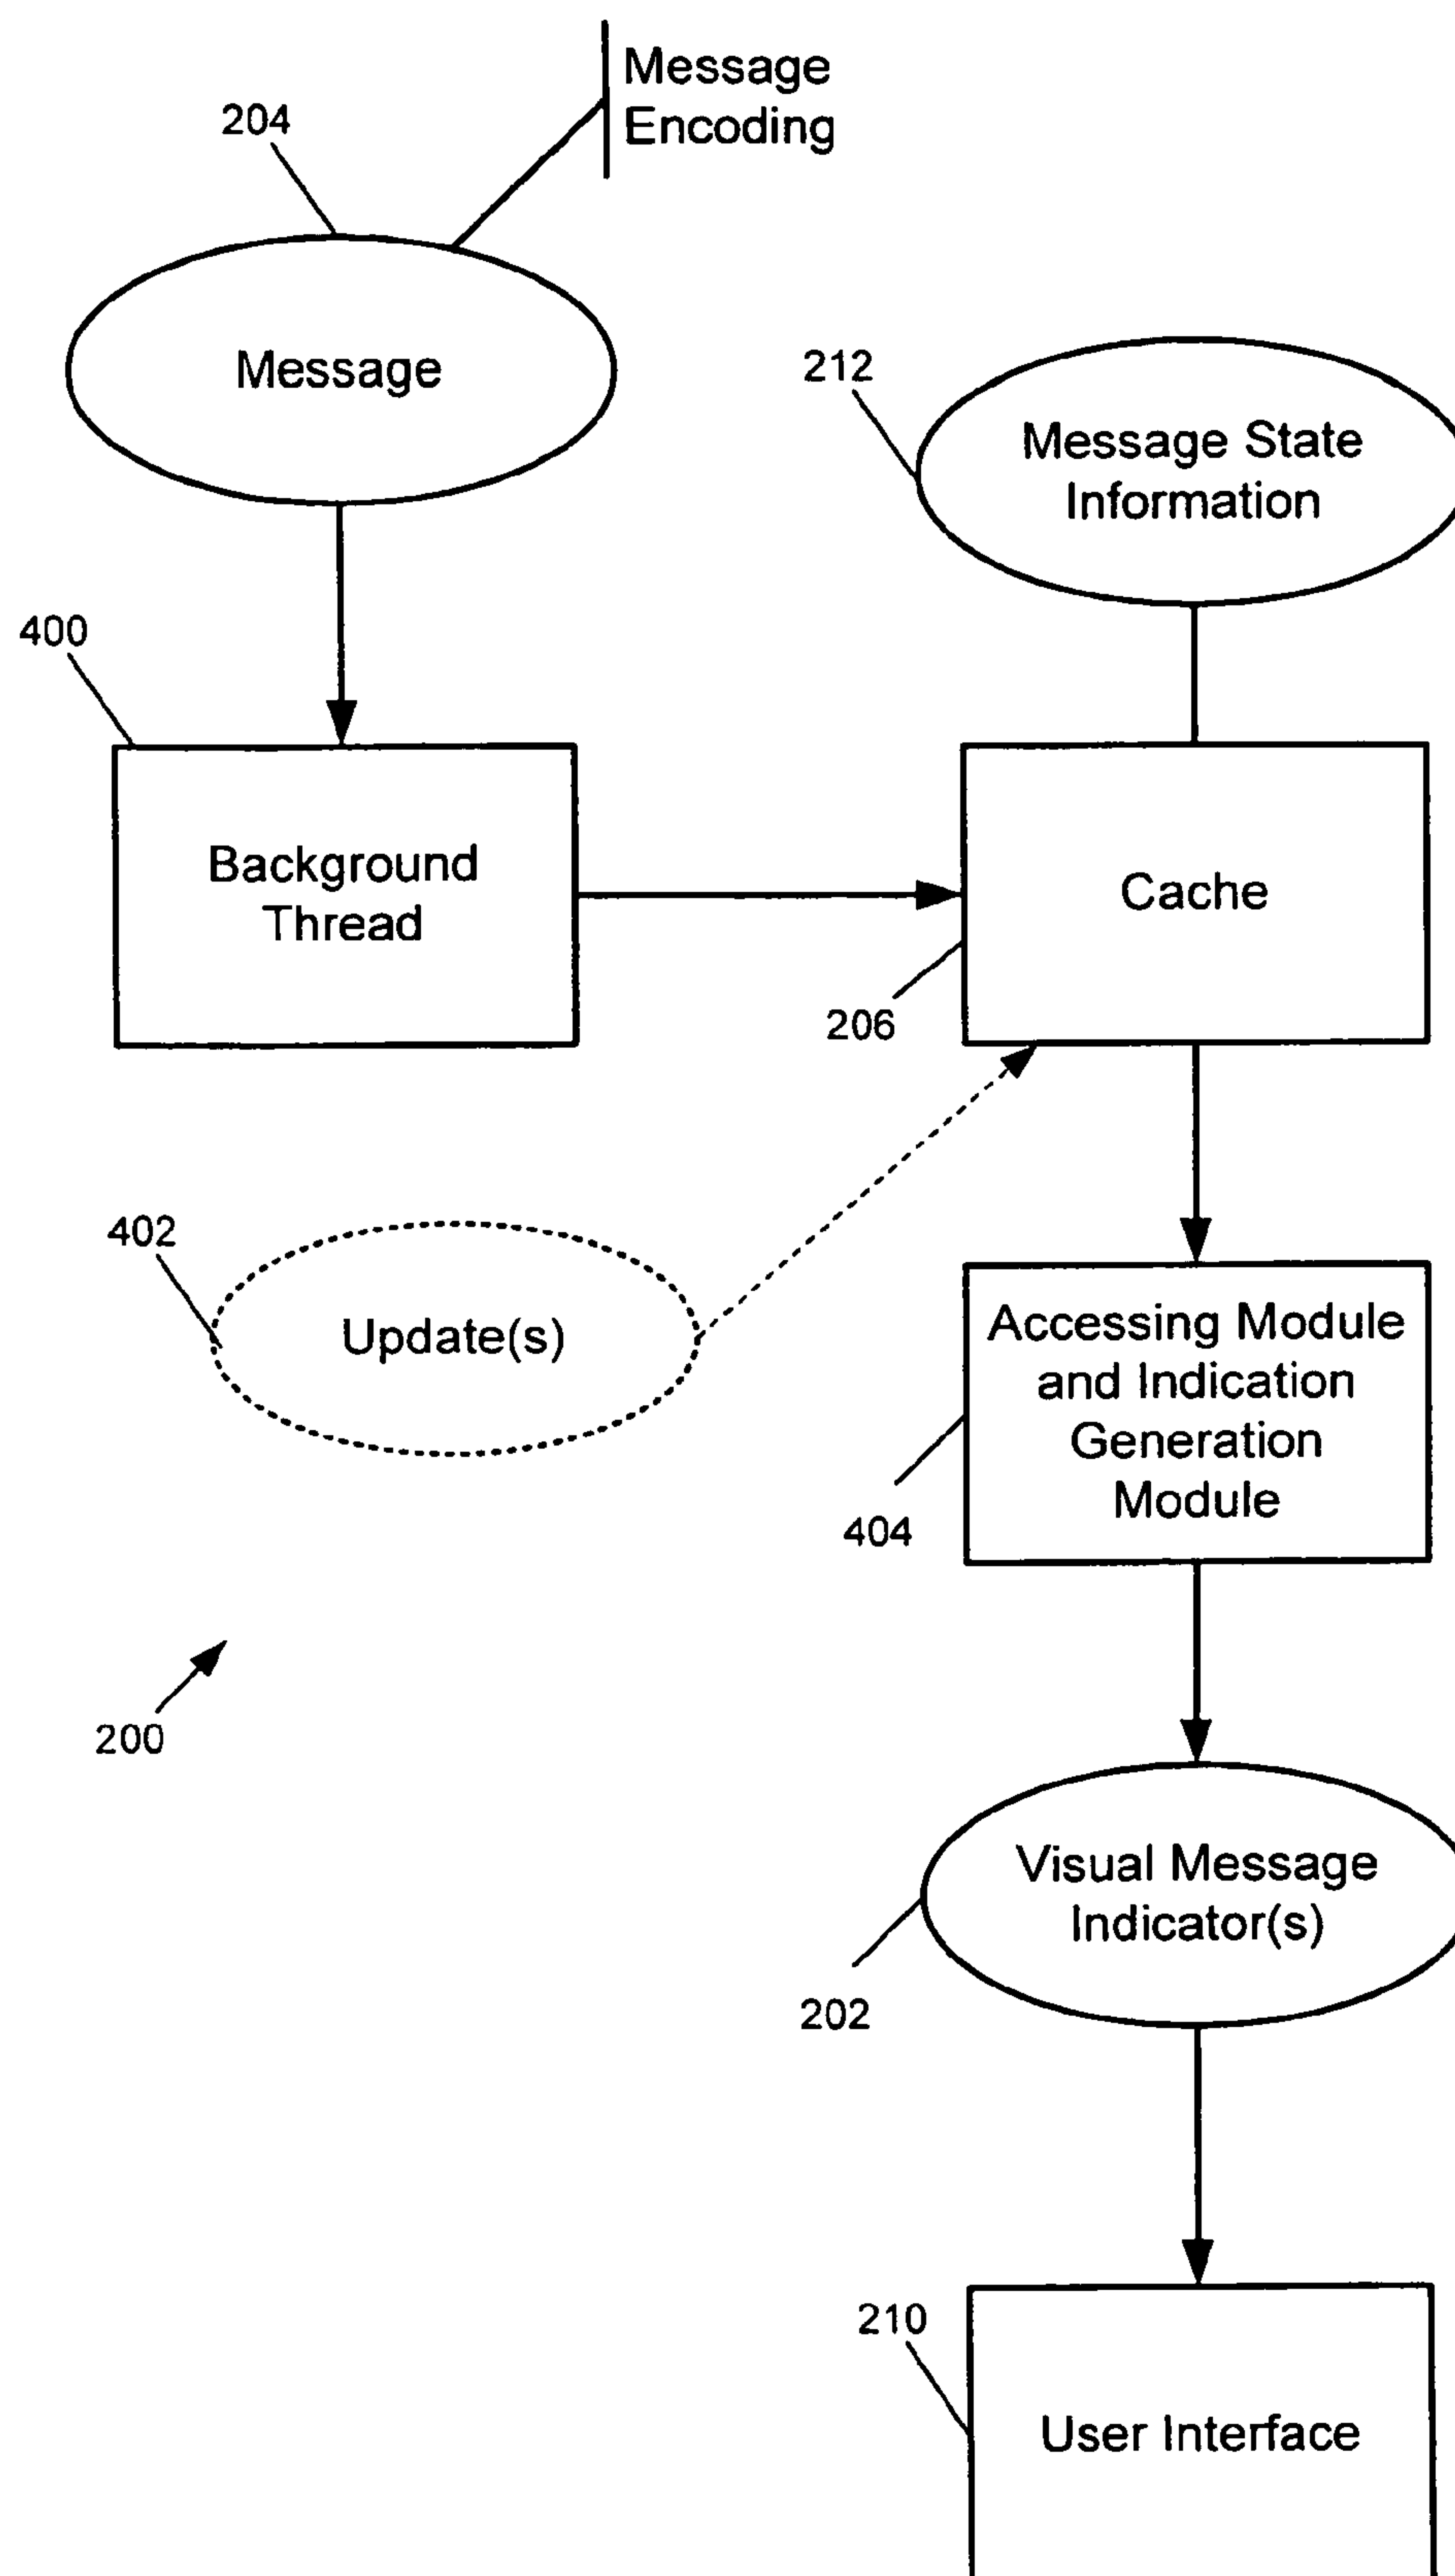 Message
Encoding
204
Message
212
Message State
Information
400
Background
Thread
Cache
206
402
Update(s)
Accessing Module
and Indication
Generation
Module
404
200
Visual Message
Indicator(s)
202
210
User Interface